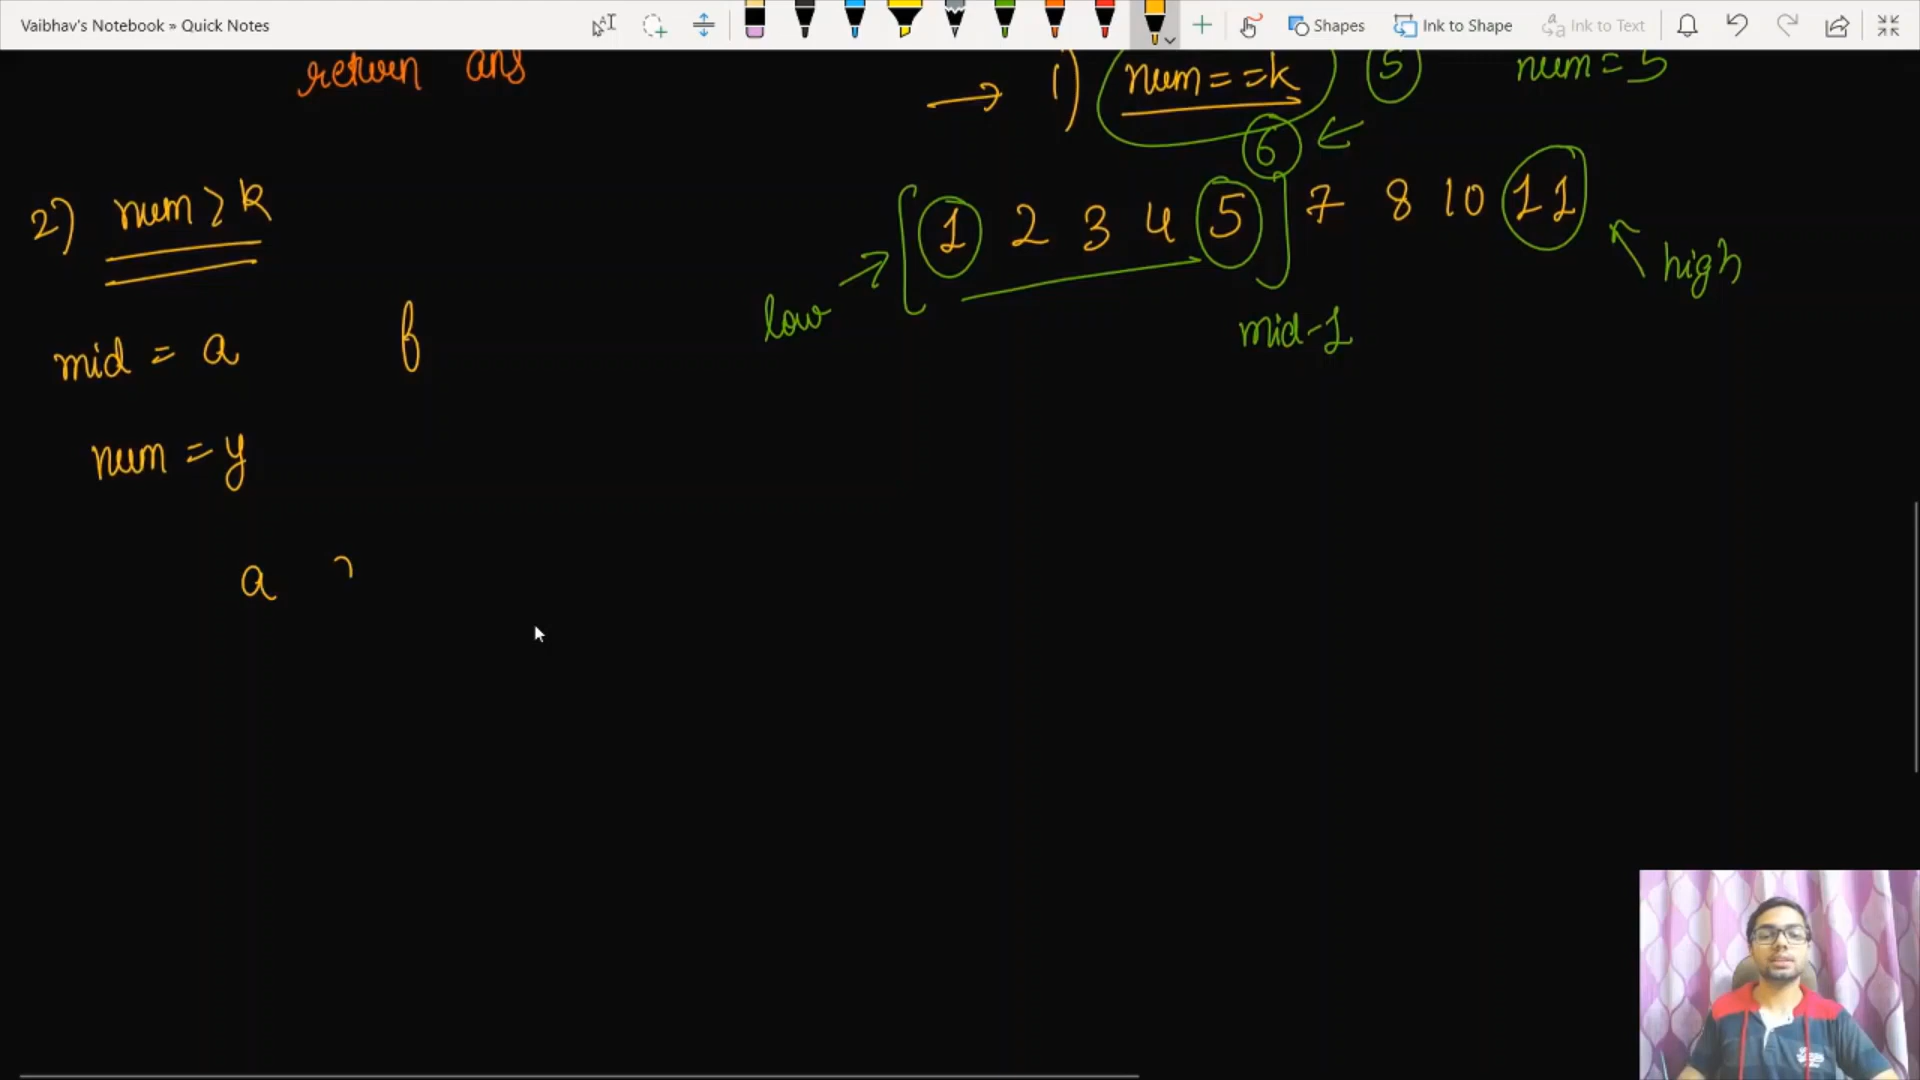 Vaibhav's Notebook » Quick Notes
Shapes
Ink to Shape
Ink to Text
return ans
→ 1) num==k
5
num=5
6 ←
2) num>k
[1 2 3 4 5] 7 8 10 11
low
high
mid-1
mid = a
num = y
a